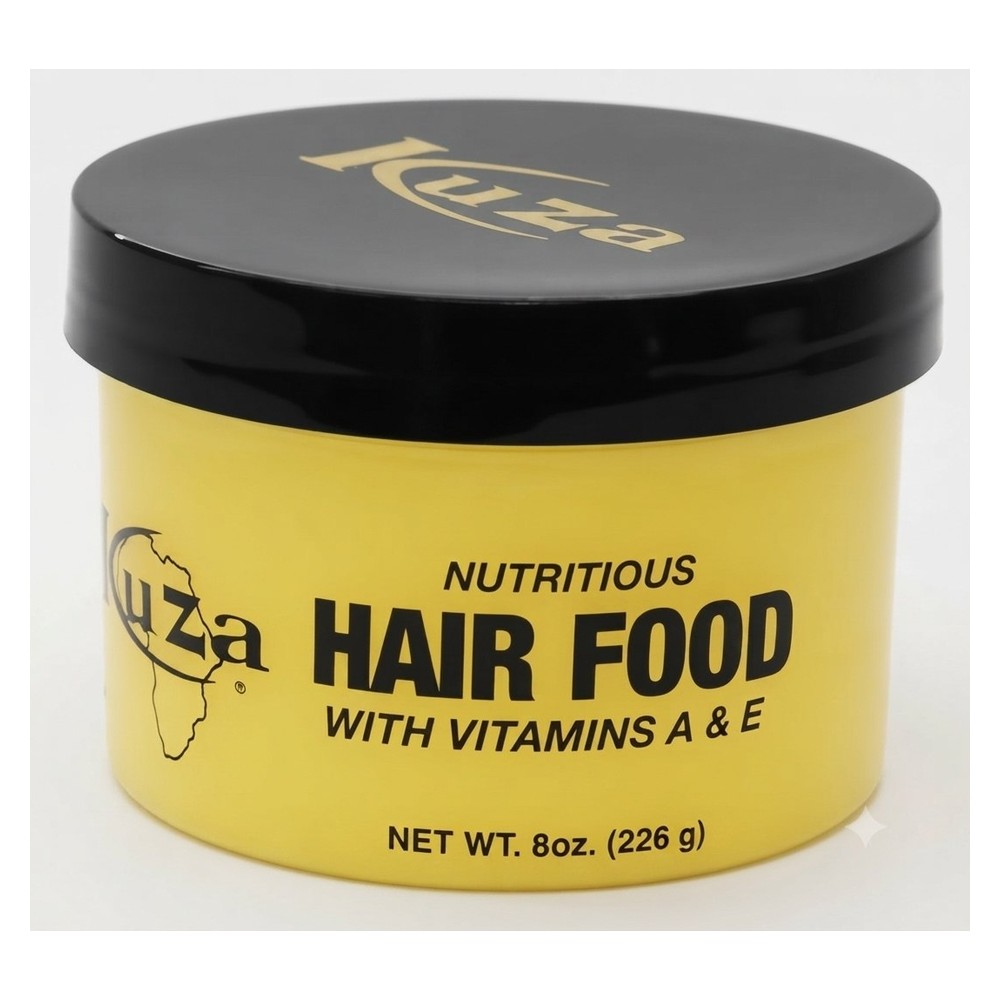 Kuza
Kuza
®
NUTRITIOUS
HAIR FOOD
WITH VITAMINS A & E
NET WT. 8oz. (226 g)